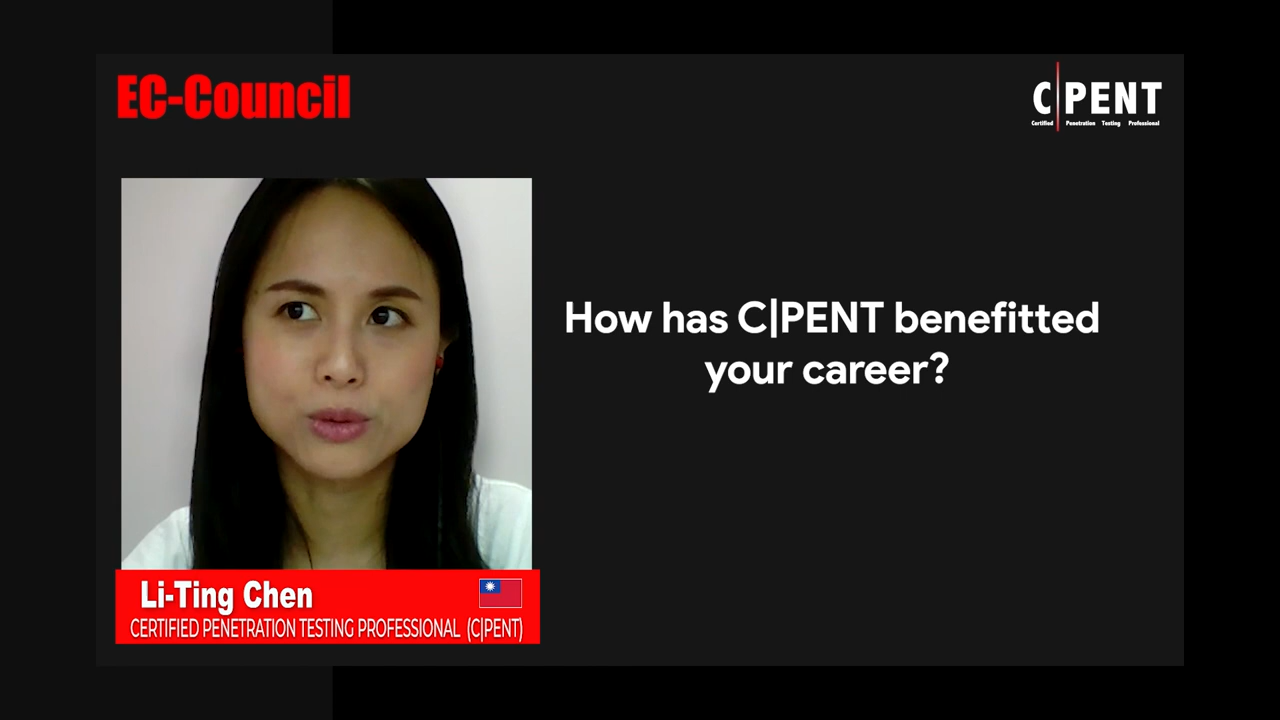 EC-Council
C|PENT
Certified Penetration Testing Professional
How has C|PENT benefitted
your career?
Li-Ting Chen
CERTIFIED PENETRATION TESTING PROFESSIONAL (C|PENT)